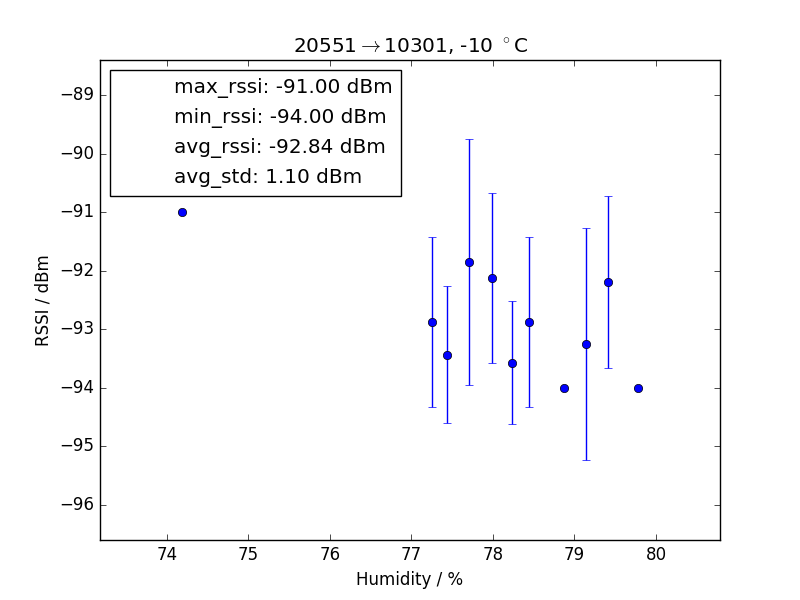 20551→10301, -10 °C
max_rssi: -91.00 dBm
min_rssi: -94.00 dBm
avg_rssi: -92.84 dBm
avg_std: 1.10 dBm
RSSI / dBm
−89
−90
−91
−92
−93
−94
−95
−96
74 75 76 77 78 79 80
Humidity / %